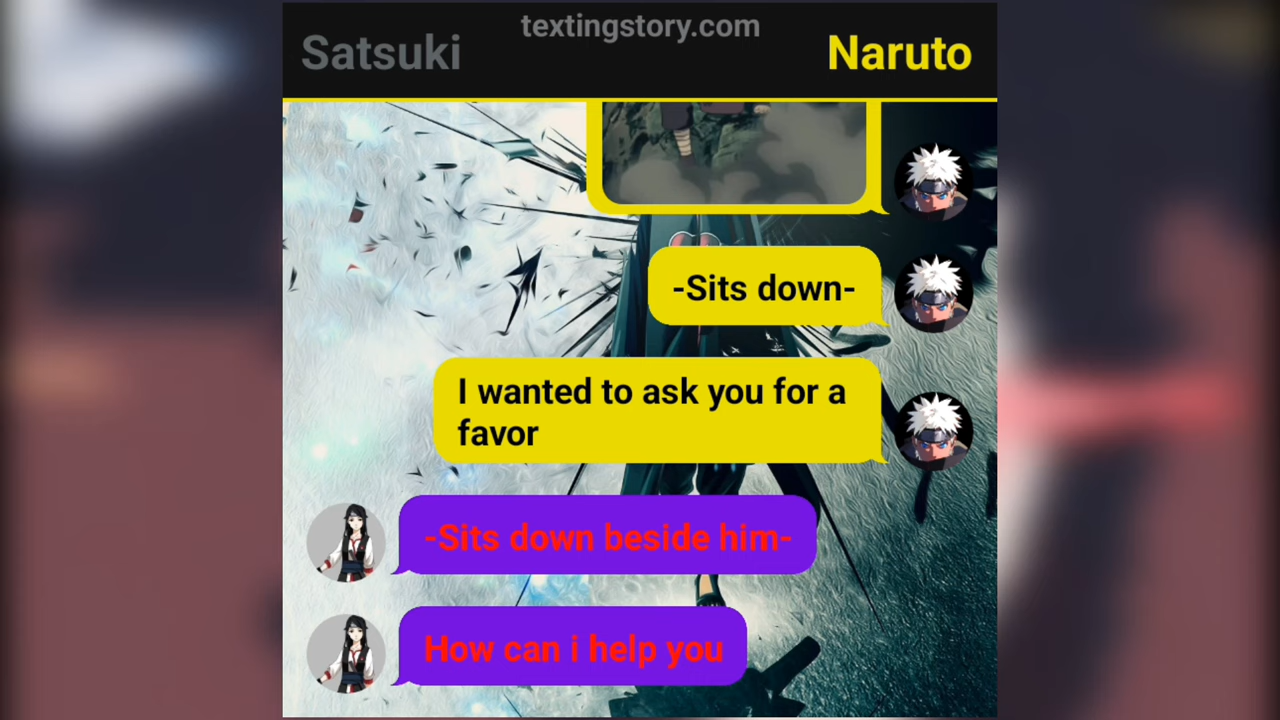 textingstory.com
Satsuki
Naruto
-Sits down-
I wanted to ask you for a
favor
-Sits down beside him-
How can i help you